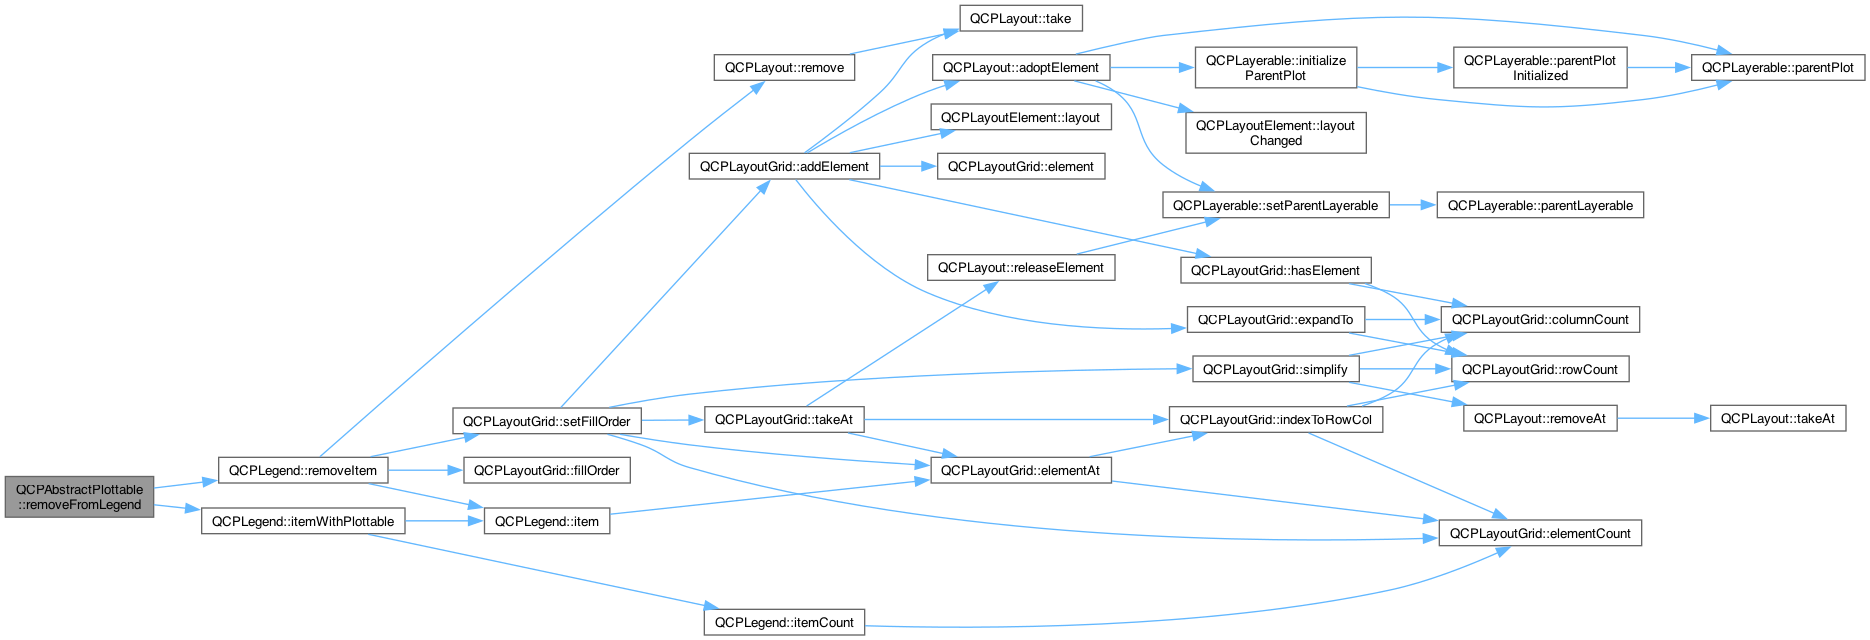 QCPAbstractPlottable
::removeFromLegend
QCPLegend::removeItem
QCPLegend::itemWithPlottable
QCPLayout::remove
QCPLayoutGrid::setFillOrder
QCPLayoutGrid::fillOrder
QCPLegend::item
QCPLegend::itemCount
QCPLayoutGrid::addElement
QCPLayoutGrid::takeAt
QCPLayout::take
QCPLayout::adoptElement
QCPLayoutElement::layout
QCPLayoutGrid::element
QCPLayout::releaseElement
QCPLayoutGrid::elementAt
QCPLayerable::initialize
ParentPlot
QCPLayoutElement::layout
Changed
QCPLayerable::setParentLayerable
QCPLayoutGrid::hasElement
QCPLayoutGrid::expandTo
QCPLayoutGrid::simplify
QCPLayoutGrid::indexToRowCol
QCPLayerable::parentPlot
Initialized
QCPLayerable::parentLayerable
QCPLayoutGrid::columnCount
QCPLayoutGrid::rowCount
QCPLayout::removeAt
QCPLayoutGrid::elementCount
QCPLayerable::parentPlot
QCPLayout::takeAt